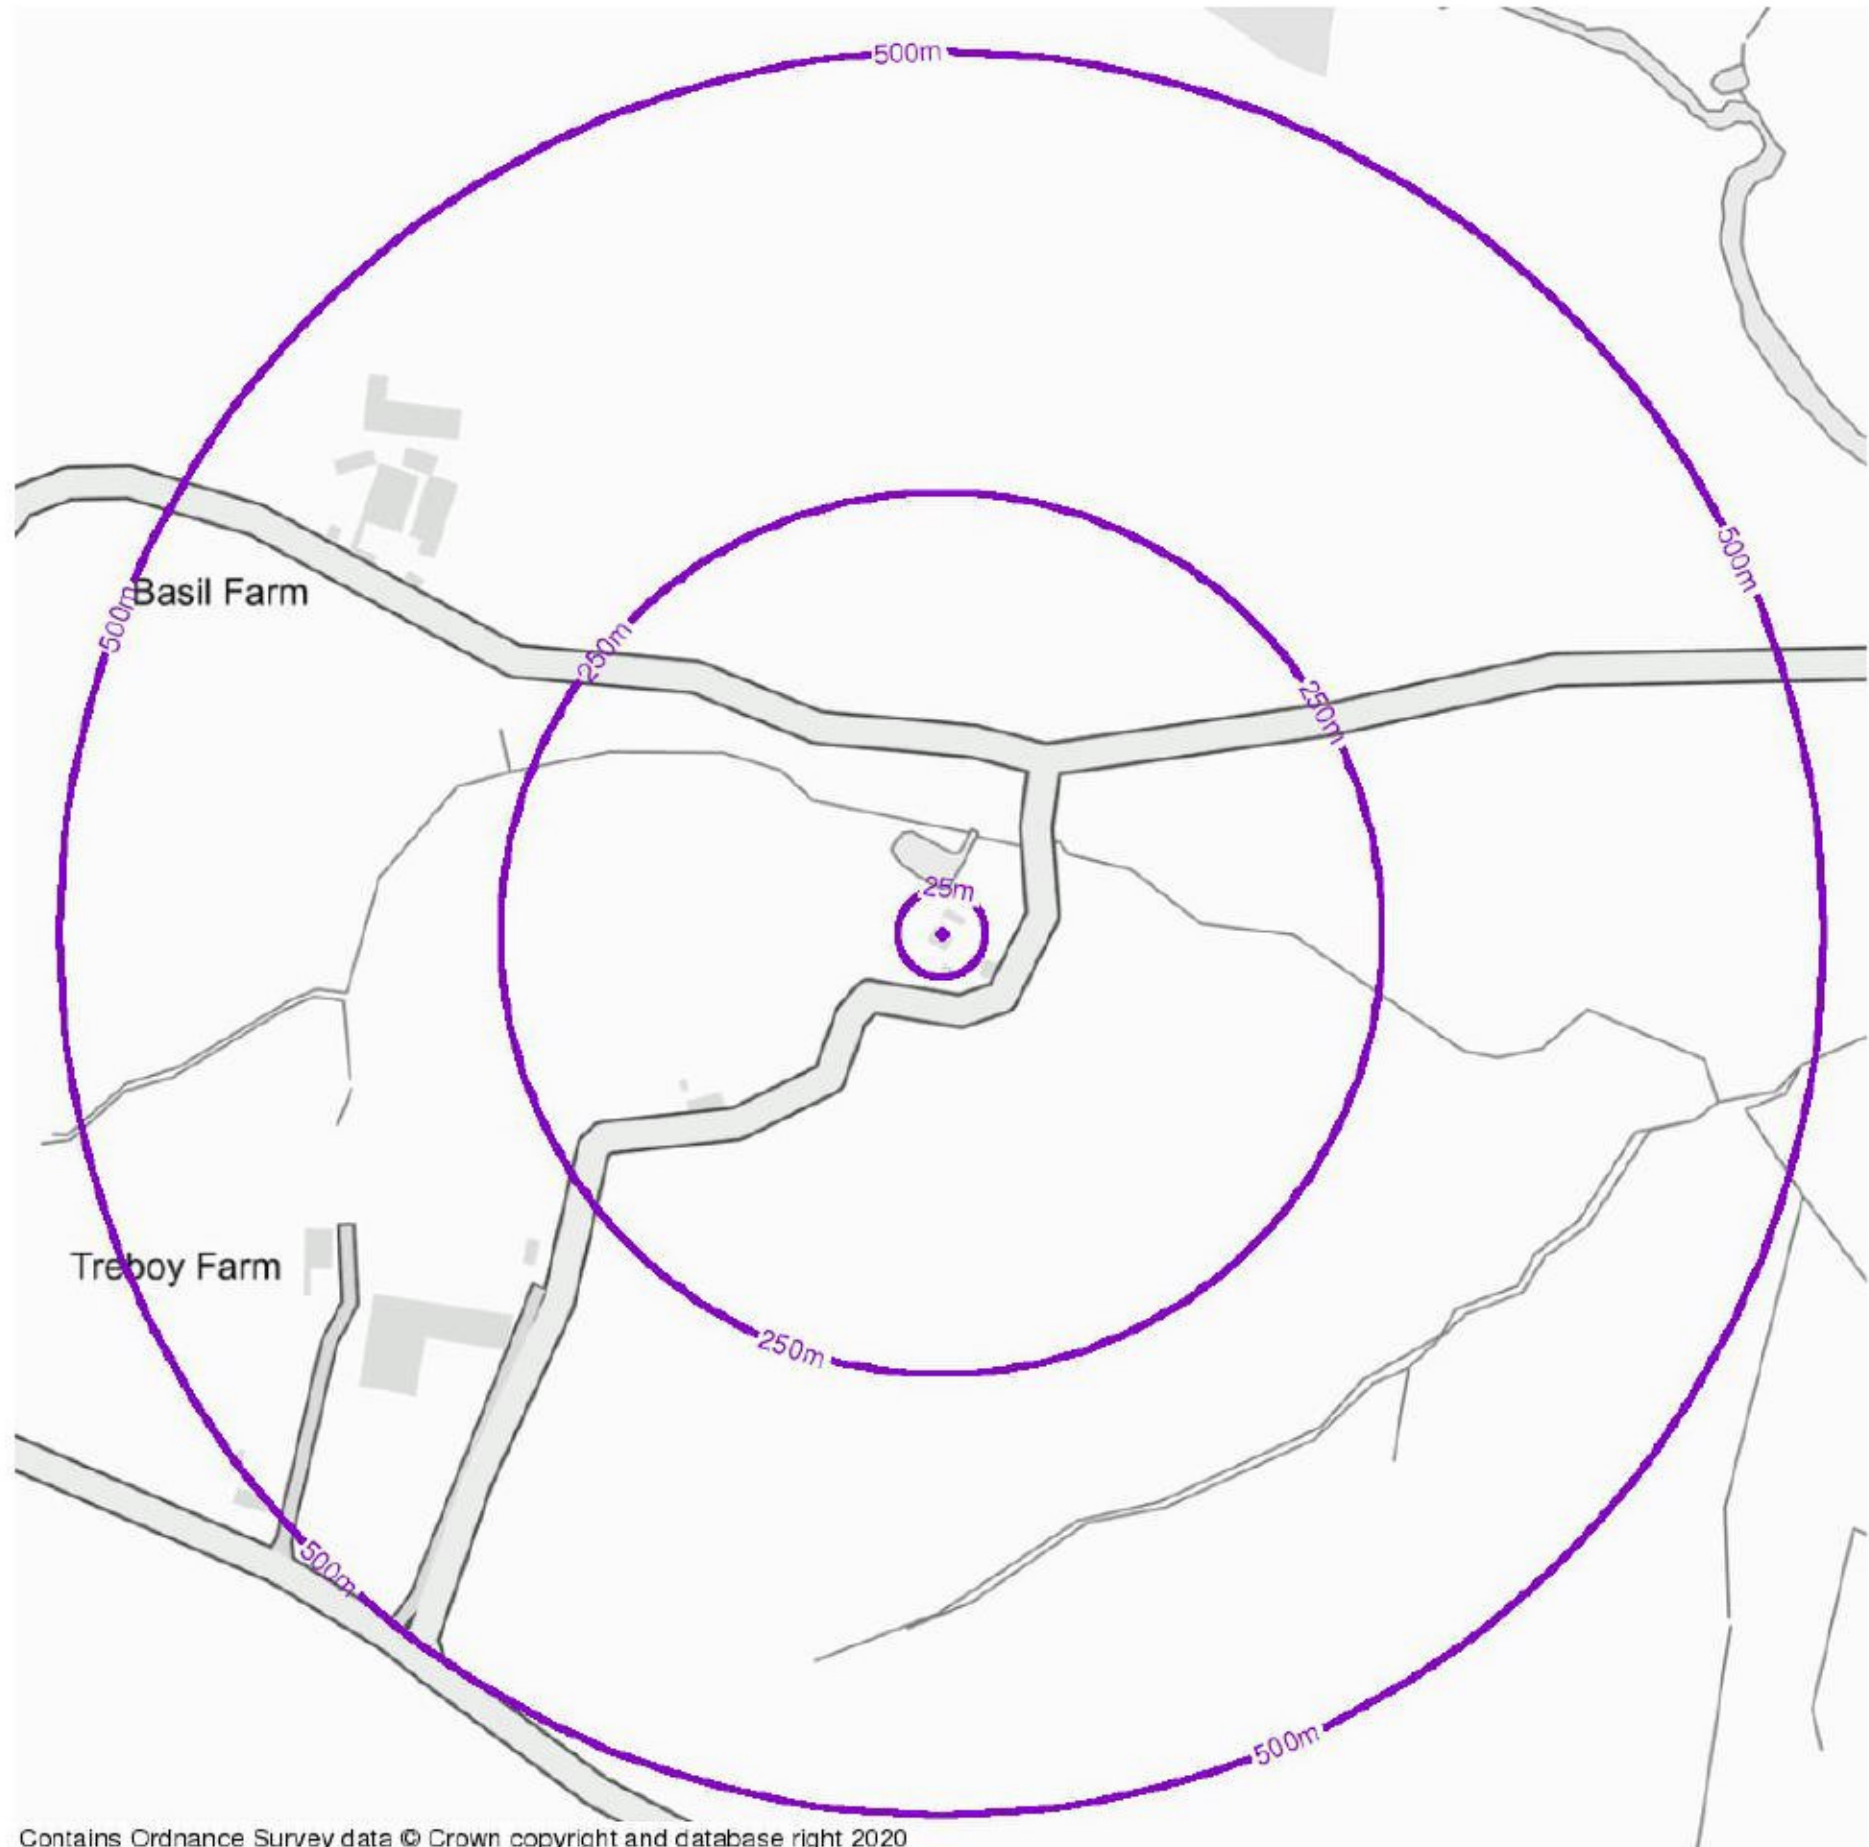 500m
500m
Basil Farm
500m
250m
250m
25m
Treboy Farm
250m
500m
500m
Contains Ordnance Survey data © Crown copyright and database right 2020